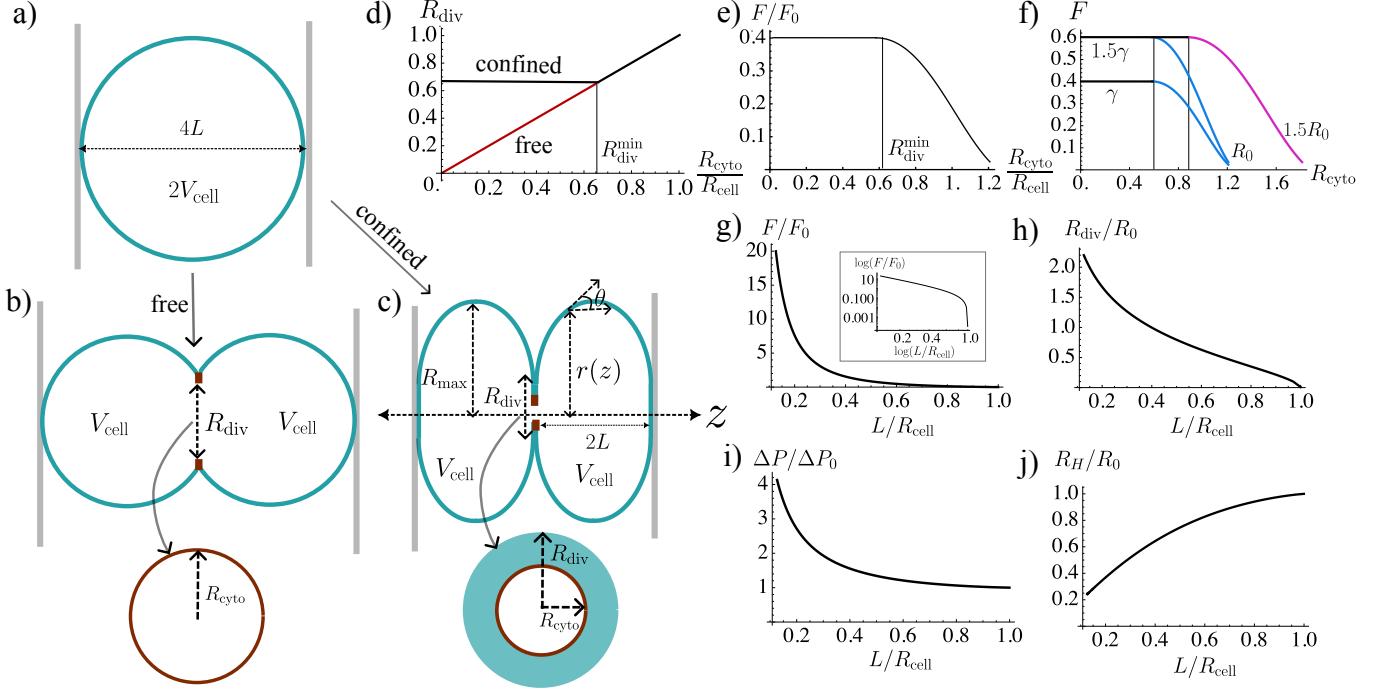 a)
4L
2V_cell
free
confined
b)
V_cell
R_div
V_cell
R_cyto
c)
θ
R_max
R_div
r(z)
z
2L
V_cell
V_cell
R_div
R_cyto
d)
R_div
1.0
0.8
0.6
0.4
0.2
0.0
confined
free
R_div^min
0. 0.2 0.4 0.6 0.8 1.0
R_cyto
R_cell
e)
F/F_0
0.4
0.3
0.2
0.1
0.4
R_div^min
0. 0.2 0.4 0.6 0.8 1.0 1.2
R_cyto
R_cell
f)
F
0.6
0.5
0.4
0.3
0.2
0.1
0.
1.5γ
γ
R_0
1.5R_0
0. 0.4 0.8 1.2 1.6
R_cyto
g)
F/F_0
20
15
10
5
log(F/F_0)
10
0.100
0.001
0.2 0.4 1.0
log(L/R_cell)
0.2 0.4 0.6 0.8 1.0
L/R_cell
h)
R_div/R_0
2.0
1.5
1.0
0.5
0.2 0.4 0.6 0.8 1.0
L/R_cell
i)
ΔP/ΔP_0
4
3
2
1
0.2 0.4 0.6 0.8 1.0
L/R_cell
j)
R_H/R_0
1.0
0.8
0.6
0.4
0.2
0.2 0.4 0.6 0.8 1.0
L/R_cell